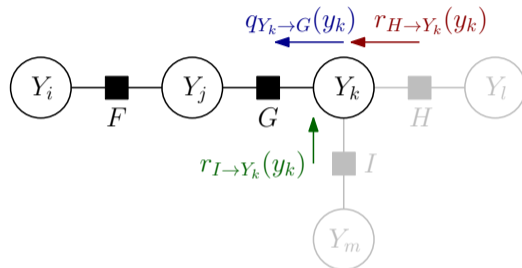 q_{Y_k→G}(y_k) r_{H→Y_k}(y_k)
Y_i Y_j Y_k Y_l
F G H
r_{I→Y_k}(y_k) I
Y_m